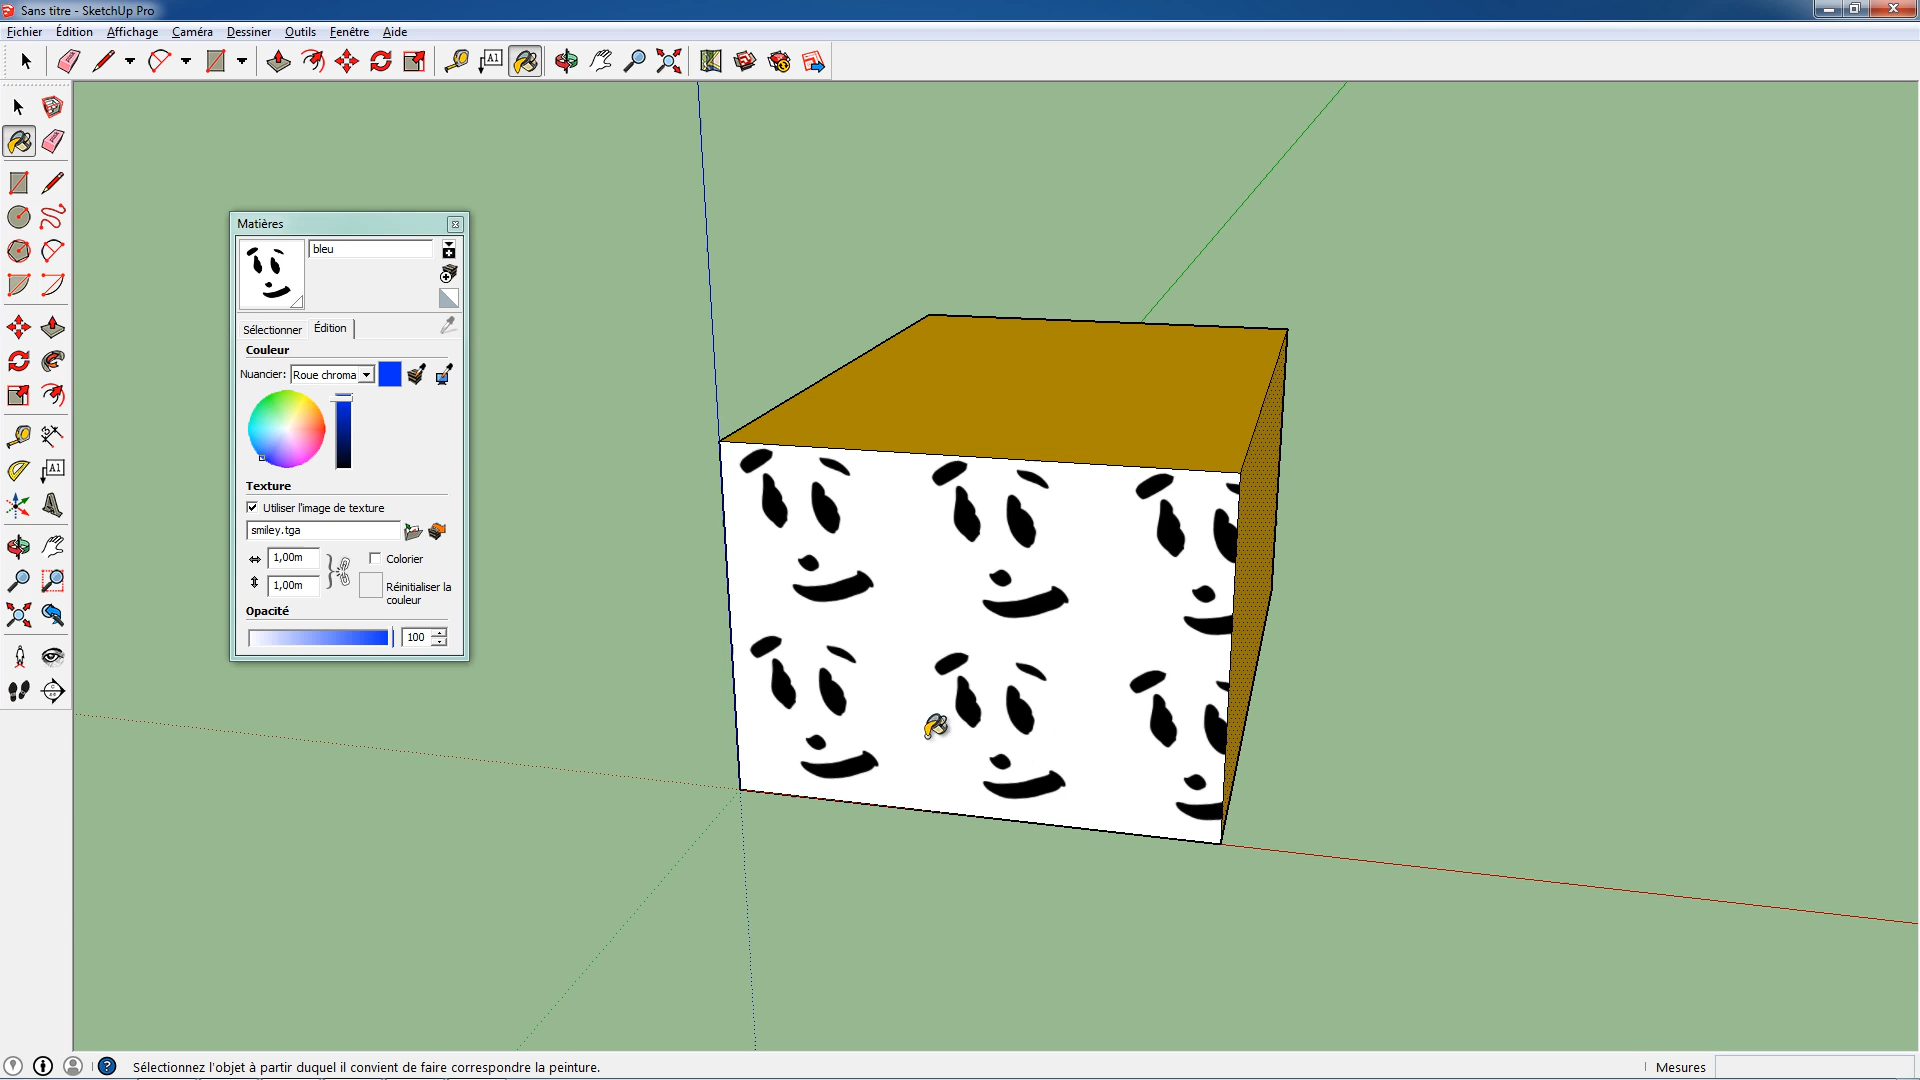 Sans titre - SketchUp Pro
Fichier Édition Affichage Caméra Dessiner Outils Fenêtre Aide
A1
Matières
bleu
Sélectionner Édition
Couleur
Nuancier: Roue chroma
A1
Texture
Utiliser l'image de texture
smiley.tga
1,00m Colorier
1,00m Réinitialiser la
couleur
Opacité
100
Sélectionnez l'objet à partir duquel il convient de faire correspondre la peinture. Mesures